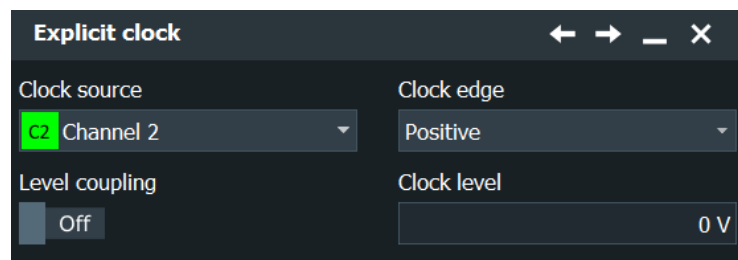 Explicit clock
Clock source
Clock edge
C2 Channel 2
Positive
Level coupling
Clock level
Off
0 V